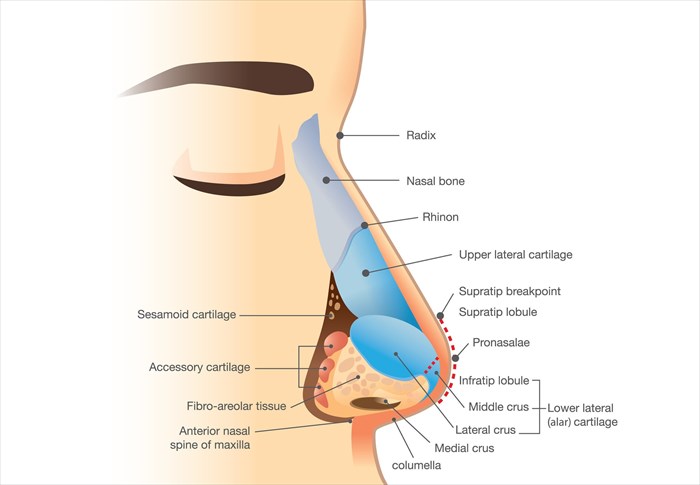 Radix
Nasal bone
Rhinon
Upper lateral cartilage
Supratip breakpoint
Supratip lobule
Pronasalae
Infratip lobule
Middle crus
Lateral crus
Lower lateral
(alar) cartilage
Medial crus
columella
Sesamoid cartilage
Accessory cartilage
Fibro-areolar tissue
Anterior nasal
spine of maxilla